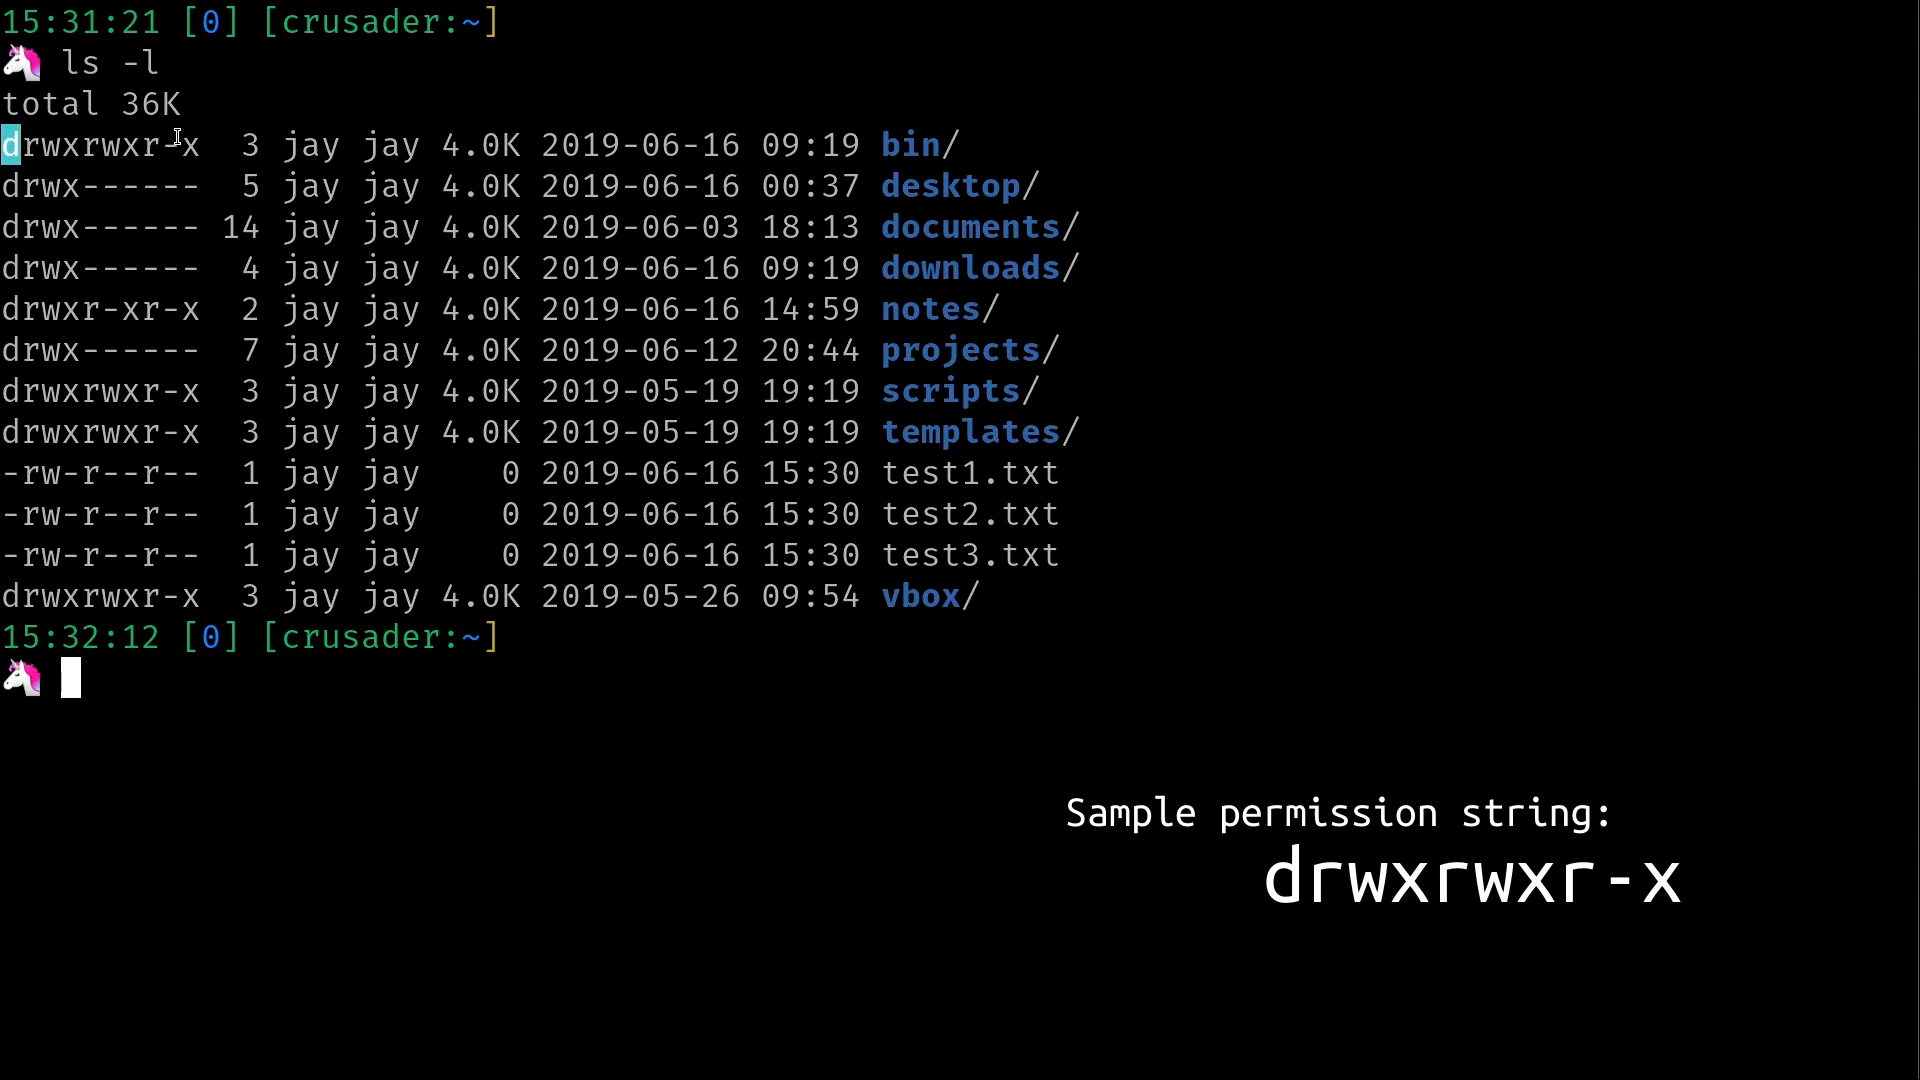 15:31:21 [0] [crusader:~]
🦄 ls -l
total 36K
drwxrwxr-x  3 jay jay 4.0K 2019-06-16 09:19 bin/
drwx------  5 jay jay 4.0K 2019-06-16 00:37 desktop/
drwx------ 14 jay jay 4.0K 2019-06-03 18:13 documents/
drwx------  4 jay jay 4.0K 2019-06-16 09:19 downloads/
drwxr-xr-x  2 jay jay 4.0K 2019-06-16 14:59 notes/
drwx------  7 jay jay 4.0K 2019-06-12 20:44 projects/
drwxrwxr-x  3 jay jay 4.0K 2019-05-19 19:19 scripts/
drwxrwxr-x  3 jay jay 4.0K 2019-05-19 19:19 templates/
-rw-r--r--  1 jay jay    0 2019-06-16 15:30 test1.txt
-rw-r--r--  1 jay jay    0 2019-06-16 15:30 test2.txt
-rw-r--r--  1 jay jay    0 2019-06-16 15:30 test3.txt
drwxrwxr-x  3 jay jay 4.0K 2019-05-26 09:54 vbox/
15:32:12 [0] [crusader:~]
🦄
Sample permission string:
drwxrwxr-x